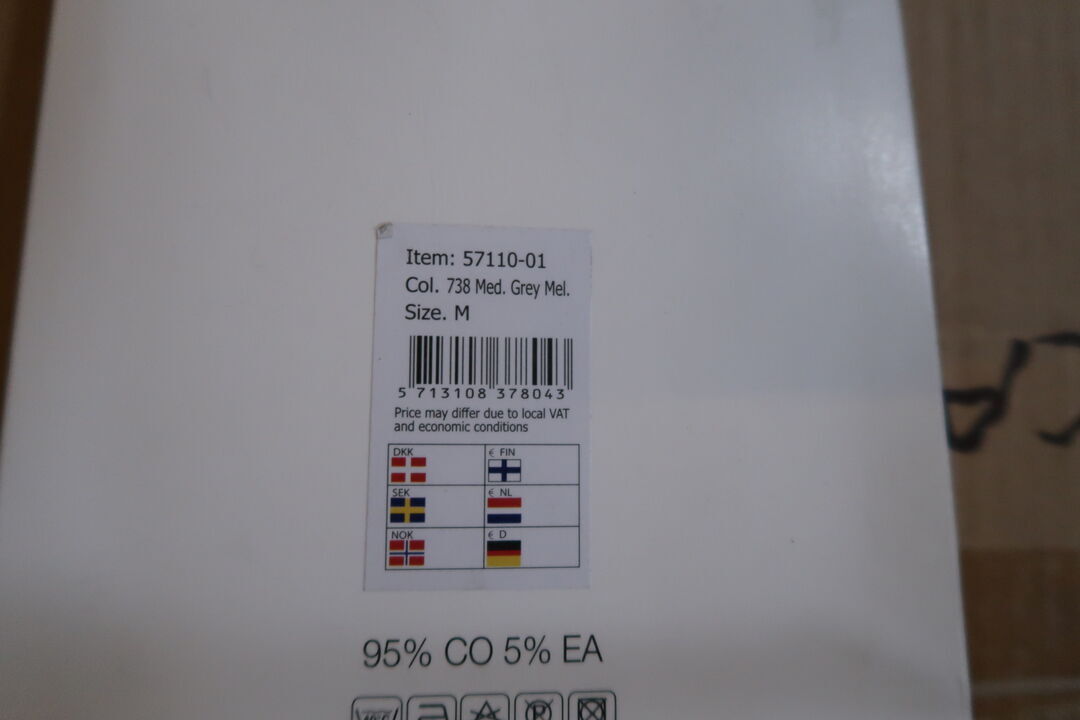 Item: 57110-01
Col. 738 Med. Grey Mel.
Size. M
5 713108 378043
Price may differ due to local VAT
and economic conditions
DKK € FIN
SEK € NL
NOK € D
95% CO 5% EA